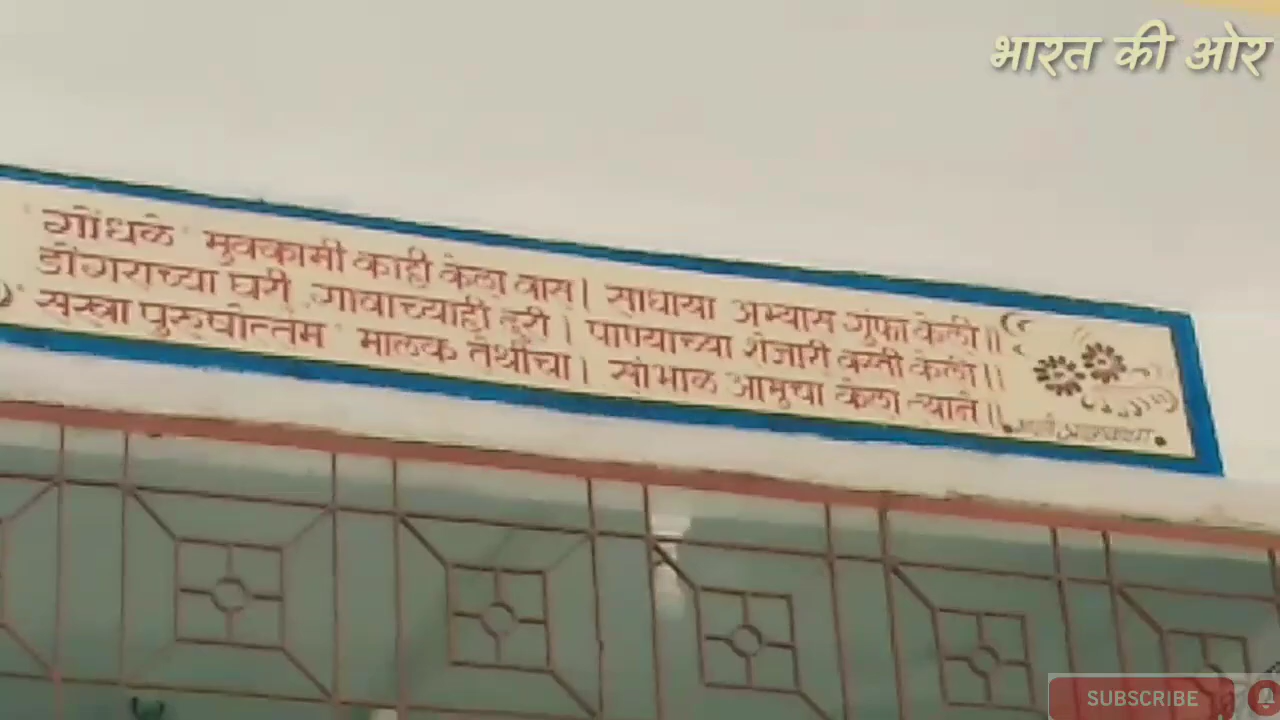 भारत की ओर
'गोंधळे' मुक्कामी काही केला वास। साधाया अभ्यास गुंफा केली॥
डोंगराच्या घरी गावाच्याही दुरी। पाण्याच्या शेजारी वस्ती केली॥
सखा पुरुषोत्तम मालक तेथीचा। सांभाळ आमुचा केला त्याने॥
SUBSCRIBE